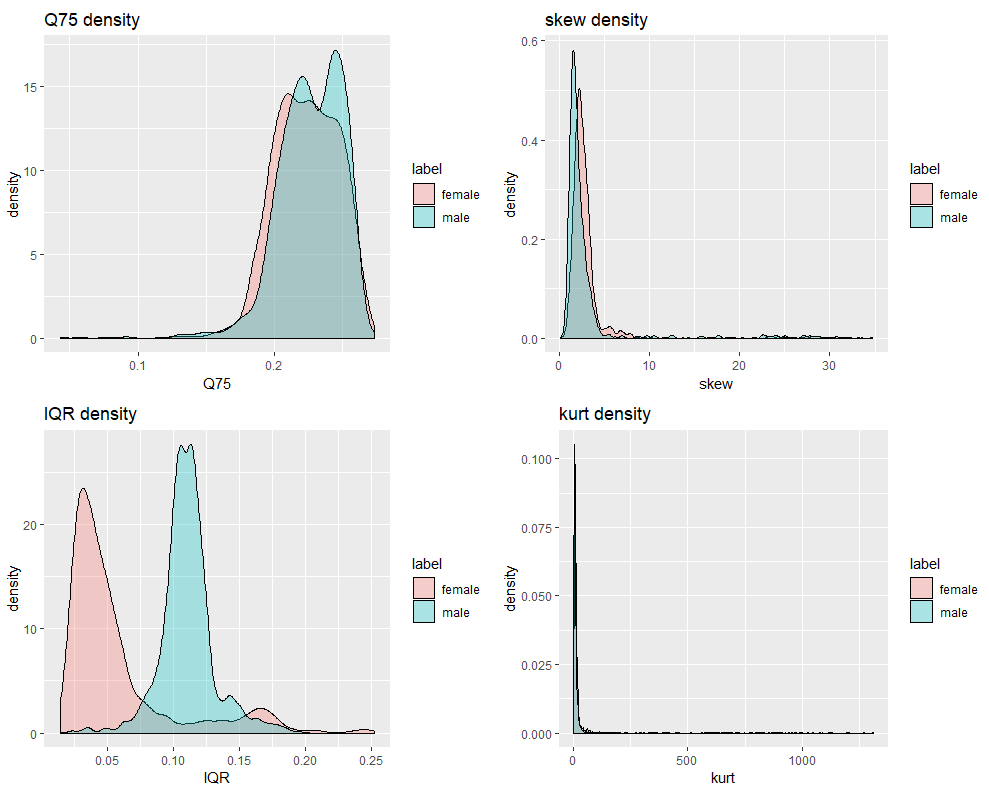 Q75 density
density
15
10
5
0
0.1
0.2
Q75
label
female
male
skew density
density
0.6
0.4
0.2
0.0
0
10
20
30
skew
label
female
male
IQR density
density
20
10
0
0.05
0.10
0.15
0.20
0.25
IQR
label
female
male
kurt density
density
0.100
0.075
0.050
0.025
0.000
0
500
1000
kurt
label
female
male